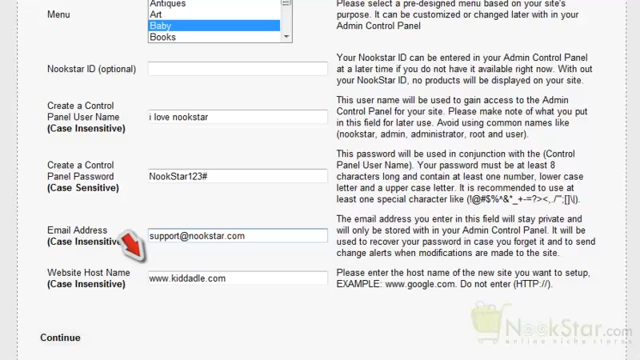 Antiques
Art
Baby
Books
Menu
Please select a pre-designed menu based on your site's
purpose. It can be customized or changed later with in your
Admin Control Panel
Nookstar ID (optional)
Your Nookstar ID can be entered in your Admin Control Panel
at a later time if you do not have it available right now. With out
your NookStar ID, no products will be displayed on your site.
Create a Control
Panel User Name
(Case Insensitive)
i love nookstar
This user name will be used to gain access to the Admin
Control Panel for your site. Please make note of what you put
in this field for later use. Avoid using common names like
(nookstar, admin, administrator, root and user).
Create a Control
Panel Password
(Case Sensitive)
NookStar123#
This password will be used in conjunction with the (Control
Panel User Name). Your password must be at least 8
characters long and contain at least one number, lower case
letter and a upper case letter. It is recommended to use at
least one special character like (!@#$%^&*_+-=?><,./"';[]\|).
Email Address
(Case Insensitive)
support@nookstar.com
The email address you enter in this field will stay private and
will only be stored with in your Admin Control Panel. It will be
used to recover your password in case you forget it and to send
change alerts when modifications are made to the site.
Website Host Name
(Case Insensitive)
www.kiddadle.com
Please enter the host name of the new site you want to setup,
EXAMPLE: www.google.com. Do not enter (HTTP://).
Continue
NookStar.com
online niche stores